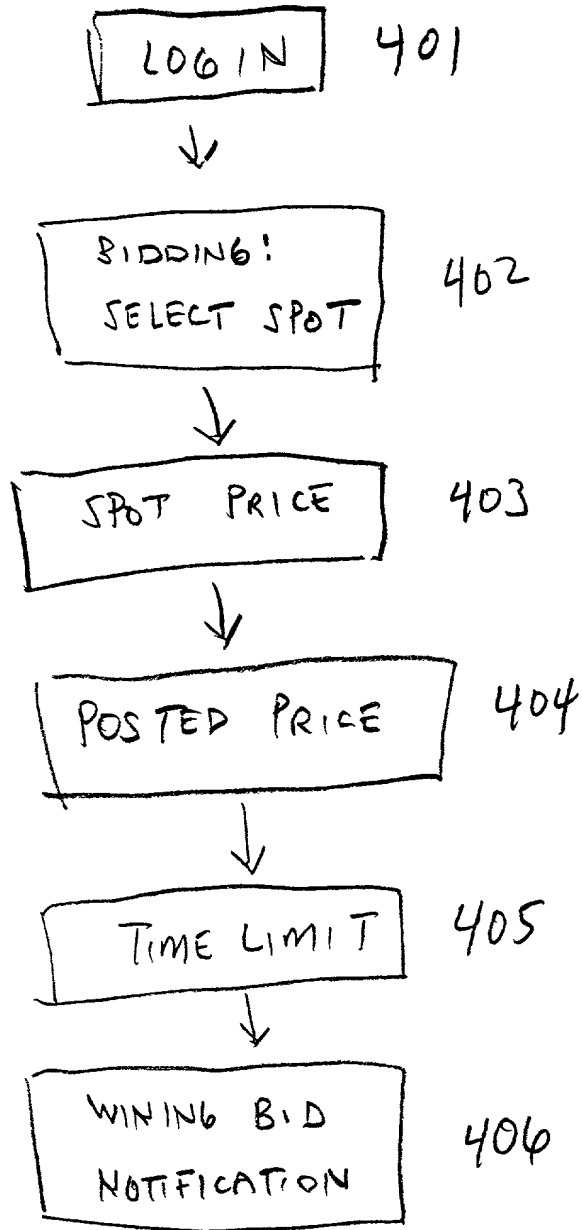 LOGIN 401
BIDDING:
SELECT SPOT 402
SPOT PRICE 403
POSTED PRICE 404
TIME LIMIT 405
WINING BID
NOTIFICATION 406